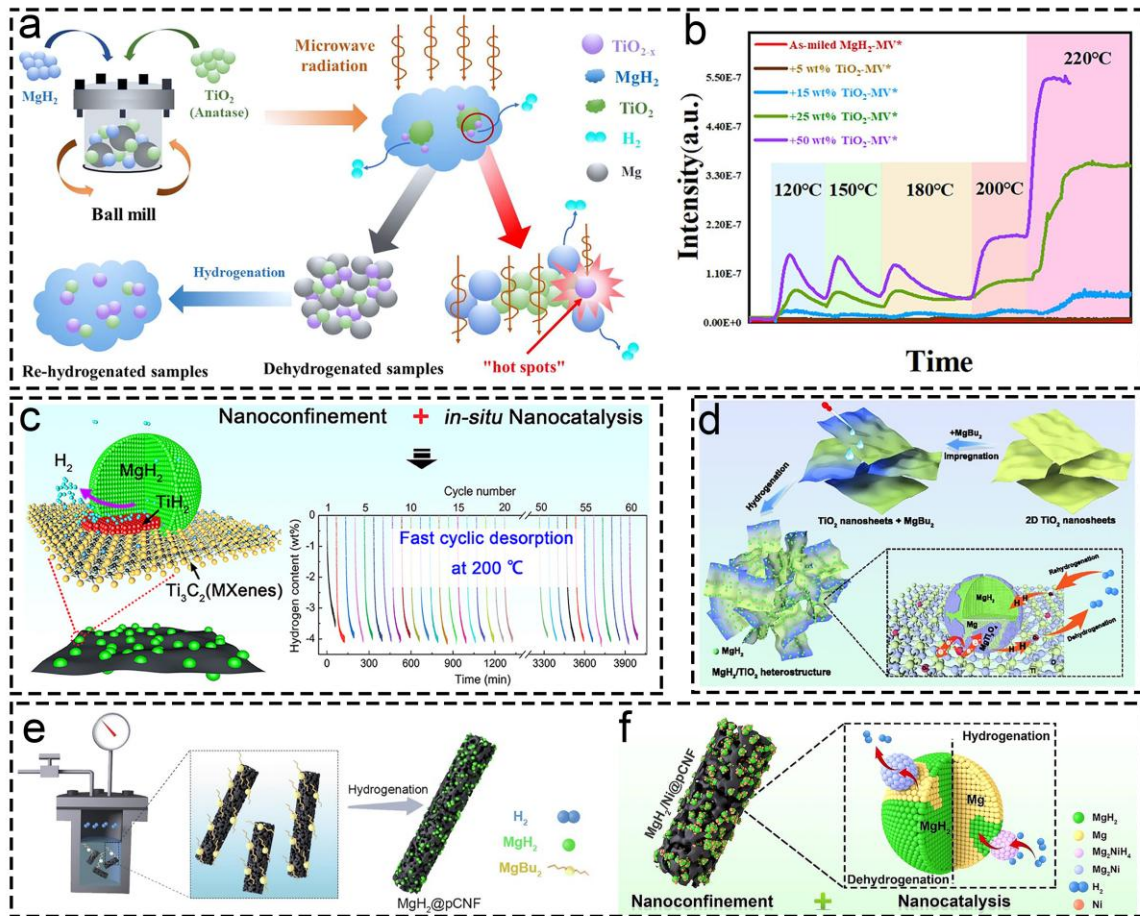 a
MgH2
TiO2
(Anatase)
Ball mill
Microwave
radiation
TiO2-x
MgH2
TiO2
H2
Mg
Hydrogenation
Re-hydrogenated samples
Dehydrogenated samples
"hot spots"
b
As-miled MgH2-MV*
+5 wt% TiO2-MV*
+15 wt% TiO2-MV*
+25 wt% TiO2-MV*
+50 wt% TiO2-MV*
220°C
120°C
150°C
180°C
200°C
5.50E-7
4.40E-7
3.30E-7
2.20E-7
1.10E-7
0.00E+0
Intensity(a.u.)
Time
c
Nanoconfinement + in-situ Nanocatalysis
H2
MgH2
TiH2
Ti3C2(MXenes)
Cycle number
1 5 10 15 20 50 55 60
Fast cyclic desorption
at 200 ℃
0
-1
-2
-3
-4
Hydrogen content (wt%)
0 300 600 900 1200 3300 3600 3900
Time (min)
d
+MgBu2
Impregnation
TiO2 nanosheets + MgBu2
2D TiO2 nanosheets
Hydrogenation
MgH2
MgH2/TiO2 heterostructure
Rehydrogenation
Dehydrogenation
MgH2
Mg
MgTi2O4
H
H
H
H
Ti
O
e
Hydrogenation
H2
MgH2
MgBu2
MgH2@pCNF
f
MgH2/Ni@pCNF
Hydrogenation
Mg
MgH2
Dehydrogenation
MgH2
Mg
Mg2NiH4
Mg2Ni
H2
Ni
Nanoconfinement + Nanocatalysis